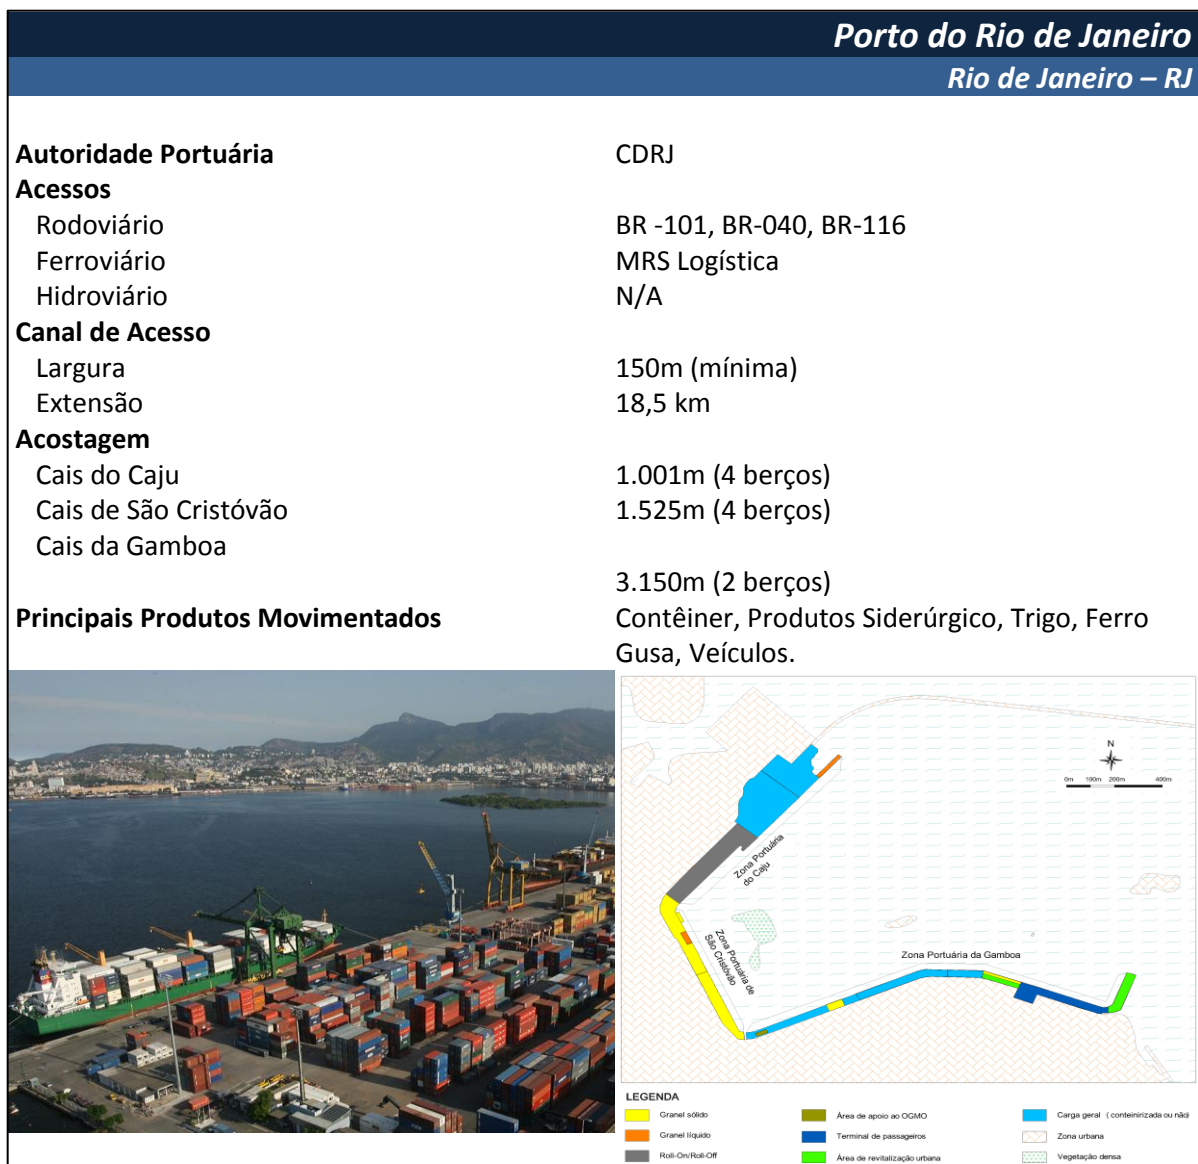 Porto do Rio de Janeiro
Rio de Janeiro – RJ
Autoridade Portuária CDRJ
Acessos
Rodoviário BR -101, BR-040, BR-116
Ferroviário MRS Logística
Hidroviário N/A
Canal de Acesso
Largura 150m (mínima)
Extensão 18,5 km
Acostagem
Cais do Caju 1.001m (4 berços)
Cais de São Cristóvão 1.525m (4 berços)
Cais da Gamboa
3.150m (2 berços)
Principais Produtos Movimentados Contêiner, Produtos Siderúrgico, Trigo, Ferro
Gusa, Veículos.
N
0m 100m 200m 400m
Zona Portuária
do Caju
Zona Portuária de
São Cristóvão
Zona Portuária da Gamboa
LEGENDA
Granel sólido
Granel líquido
Roll-On/Roll-Off
Área de apoio ao OGMO
Terminal de passageiros
Área de revitalização urbana
Carga geral ( conteinirizada ou não)
Zona urbana
Vegetação densa